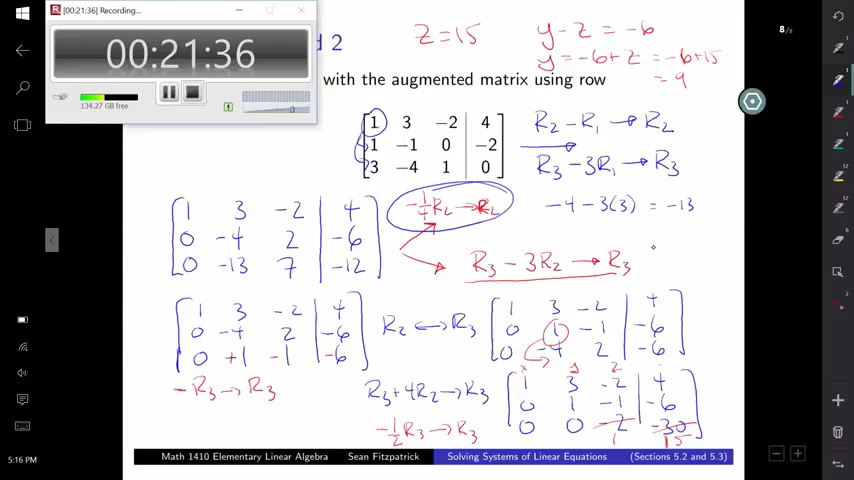 [00:21:36] Recording...
00:21:36
134.27 GB free
d 2
z = 15
y - z = -6
y = -6+z = -6+15
= 9
8/8
with the augmented matrix using row
1 3 -2 4
1 -1 0 -2
3 -4 1 0
R2 - R1 → R2
R3 - 3R1 → R3
-4 - 3(3) = -13
-1/4 R2 → R2
R3 - 3R2 → R3
1 3 -2 4
0 -4 2 -6
0 -13 7 -12
1 3 -2 4
0 -4 2 -6
0 +1 -1 -6
-R3 → R3
R2 ↔ R3
1 3 -2 4
0 1 -1 -6
0 -4 2 -6
R3 + 4R2 → R3
x y z
1 3 -2 4
0 1 -1 -6
0 0 -2 -30
1 15
-1/2 R3 → R3
5:16 PM
Math 1410 Elementary Linear Algebra Sean Fitzpatrick Solving Systems of Linear Equations (Sections 5.2 and 5.3)